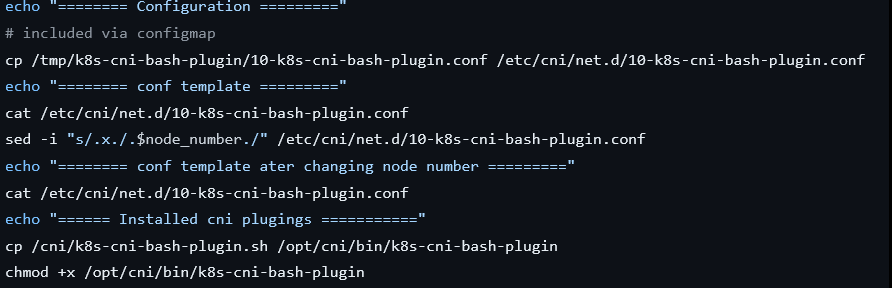 echo "======== Configuration ========="
# included via configmap
cp /tmp/k8s-cni-bash-plugin/10-k8s-cni-bash-plugin.conf /etc/cni/net.d/10-k8s-cni-bash-plugin.conf
echo "======== conf template ========="
cat /etc/cni/net.d/10-k8s-cni-bash-plugin.conf
sed -i "s/.x./.$node_number./" /etc/cni/net.d/10-k8s-cni-bash-plugin.conf
echo "======== conf template ater changing node number ========="
cat /etc/cni/net.d/10-k8s-cni-bash-plugin.conf
echo "====== Installed cni plugings ==========="
cp /cni/k8s-cni-bash-plugin.sh /opt/cni/bin/k8s-cni-bash-plugin
chmod +x /opt/cni/bin/k8s-cni-bash-plugin